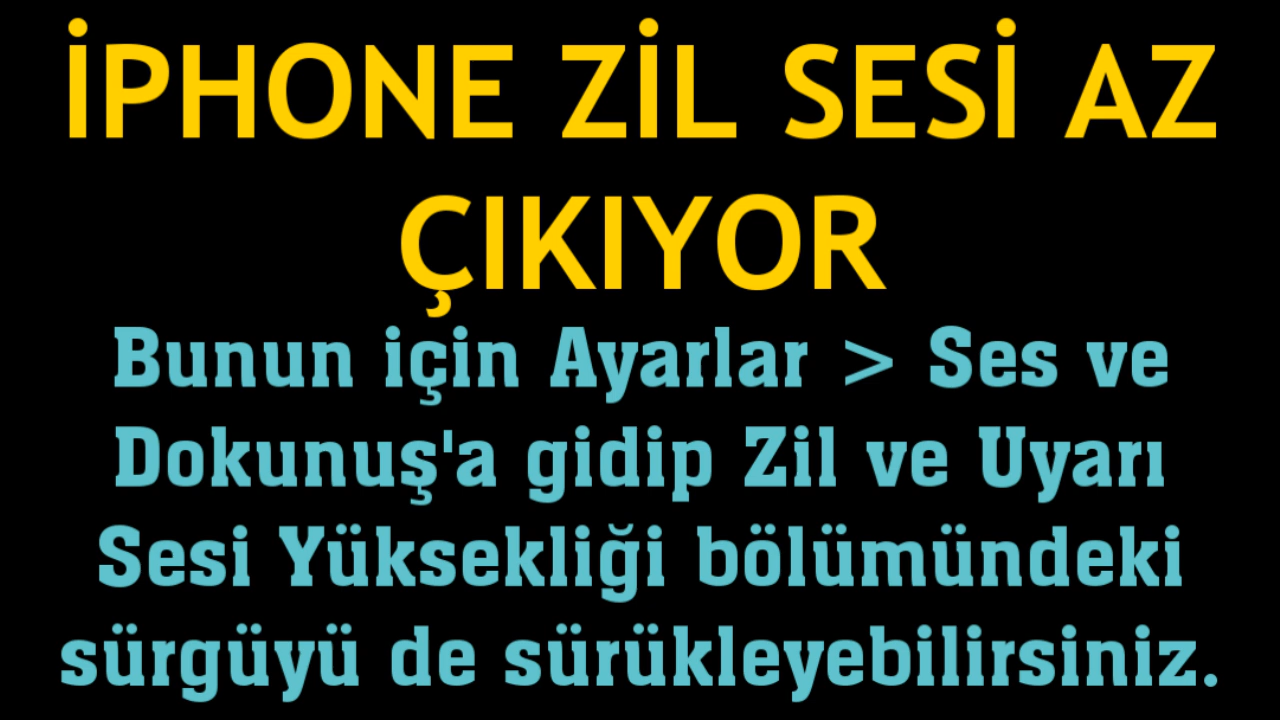 İPHONE ZİL SESİ AZ
ÇIKIYOR
Bunun için Ayarlar > Ses ve
Dokunuş'a gidip Zil ve Uyarı
Sesi Yüksekliği bölümündeki
sürgüyü de sürükleyebilirsiniz.